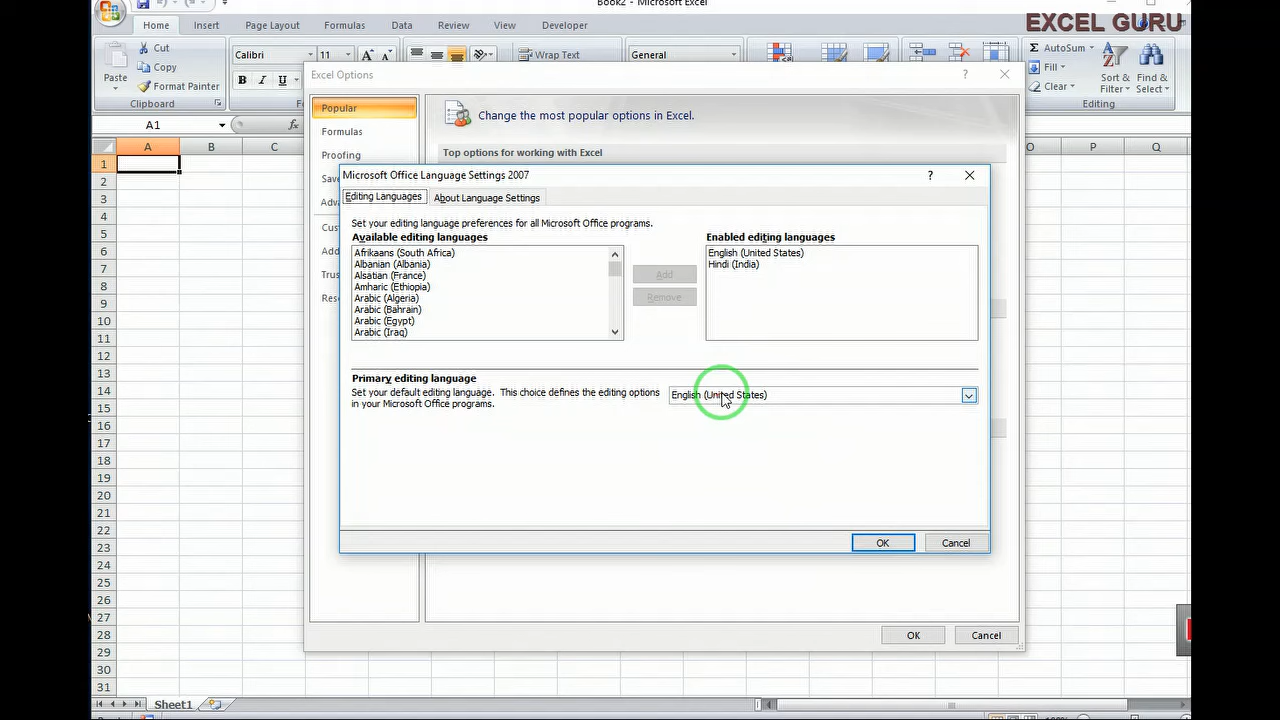 Book2 - Microsoft Excel
EXCEL GURU
Home Insert Page Layout Formulas Data Review View Developer
Paste
Cut
Copy
Format Painter
Clipboard
Calibri 11
B I U
Wrap Text
General
AutoSum
Fill
Clear
Sort & Filter
Find & Select
Editing
A1 fx
A B C O P Q
1
2
3
4
5
6
7
8
9
10
11
12
13
14
15
16
17
18
19
20
21
22
23
24
25
26
27
28
29
30
31
Excel Options ?
Popular
Formulas
Proofing
Change the most popular options in Excel.
Top options for working with Excel
Microsoft Office Language Settings 2007 ?
Editing Languages About Language Settings
Set your editing language preferences for all Microsoft Office programs.
Available editing languages
Afrikaans (South Africa)
Albanian (Albania)
Alsatian (France)
Amharic (Ethiopia)
Arabic (Algeria)
Arabic (Bahrain)
Arabic (Egypt)
Arabic (Iraq)
Add
Remove
Enabled editing languages
English (United States)
Hindi (India)
Primary editing language
Set your default editing language. This choice defines the editing options
in your Microsoft Office programs.
English (United States)
OK Cancel
OK Cancel
Sheet1